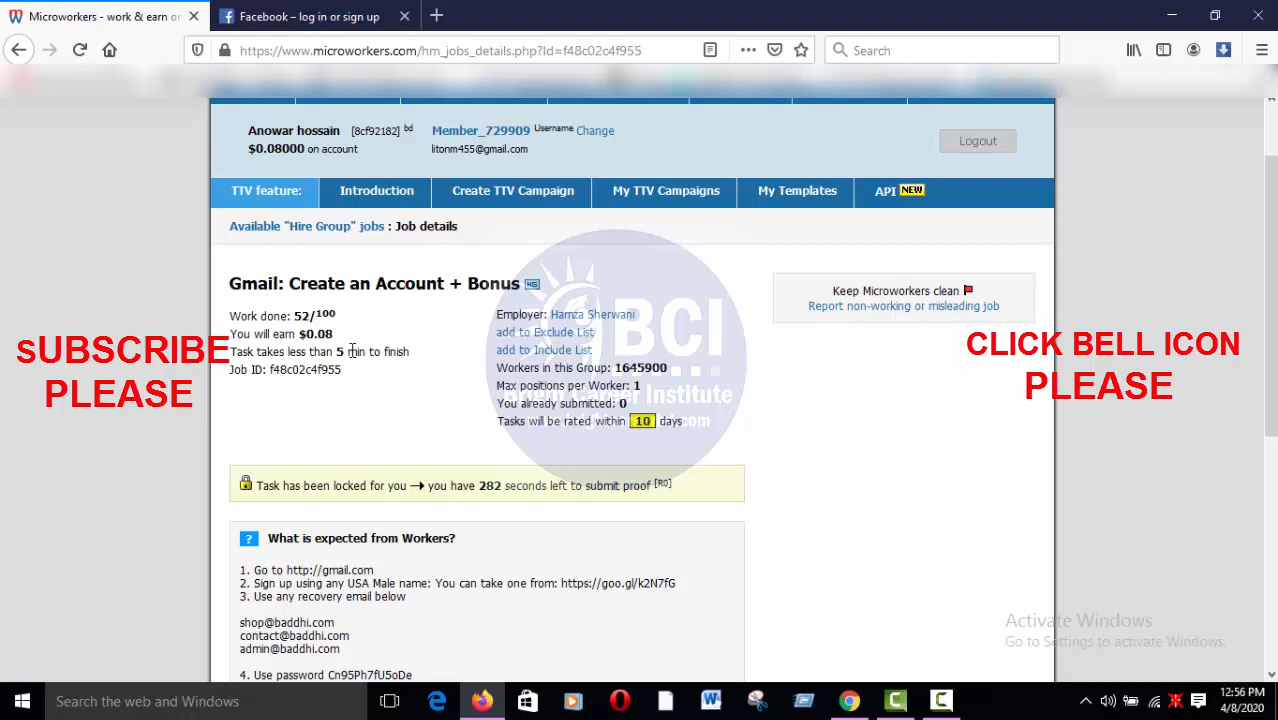 Microworkers - work & earn or
Facebook – log in or sign up
https://www.microworkers.com/hm_jobs_details.php?Id=f48c02c4f955
Search
Anowar hossain [8cf92182] bd
Member_729909 Username Change
Logout
$0.08000 on account
litonm455@gmail.com
TTV feature:
Introduction
Create TTV Campaign
My TTV Campaigns
My Templates
API NEW
Available "Hire Group" jobs : Job details
Gmail: Create an Account + Bonus HG
Work done: 52/100
You will earn $0.08
Task takes less than 5 min to finish
Job ID: f48c02c4f955
Employer: Hamza Sherwani
add to Exclude List
add to Include List
Workers in this Group: 1645900
Max positions per Worker: 1
You already submitted: 0
Tasks will be rated within 10 days
Keep Microworkers clean
Report non-working or misleading job
BCI
Bright Career Institute
SUBSCRIBE
PLEASE
CLICK BELL ICON
PLEASE
Task has been locked for you → you have 282 seconds left to submit proof [R0]
? What is expected from Workers?
1. Go to http://gmail.com
2. Sign up using any USA Male name: You can take one from: https://goo.gl/k2N7fG
3. Use any recovery email below
shop@baddhi.com
contact@baddhi.com
admin@baddhi.com
4. Use password Cn95Ph7fU5oDe
Activate Windows
Go to Settings to activate Windows.
Search the web and Windows
12:56 PM
4/8/2020